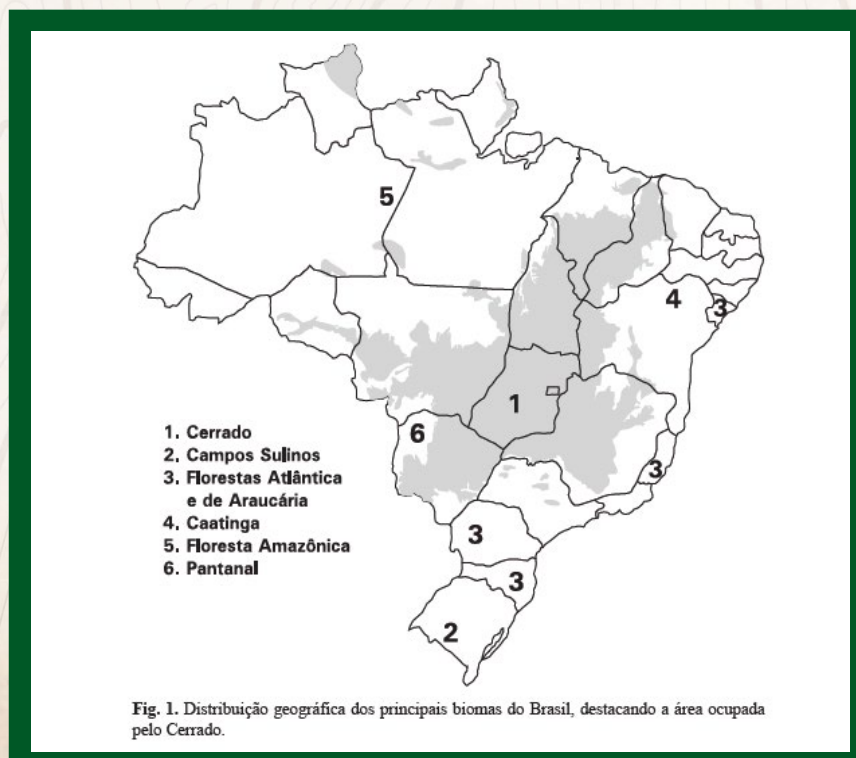 5
4
3
1
6
3
3
3
2
1. Cerrado
2. Campos Sulinos
3. Florestas Atlântica
e de Araucária
4. Caatinga
5. Floresta Amazônica
6. Pantanal
Fig. 1. Distribuição geográfica dos principais biomas do Brasil, destacando a área ocupada
pelo Cerrado.